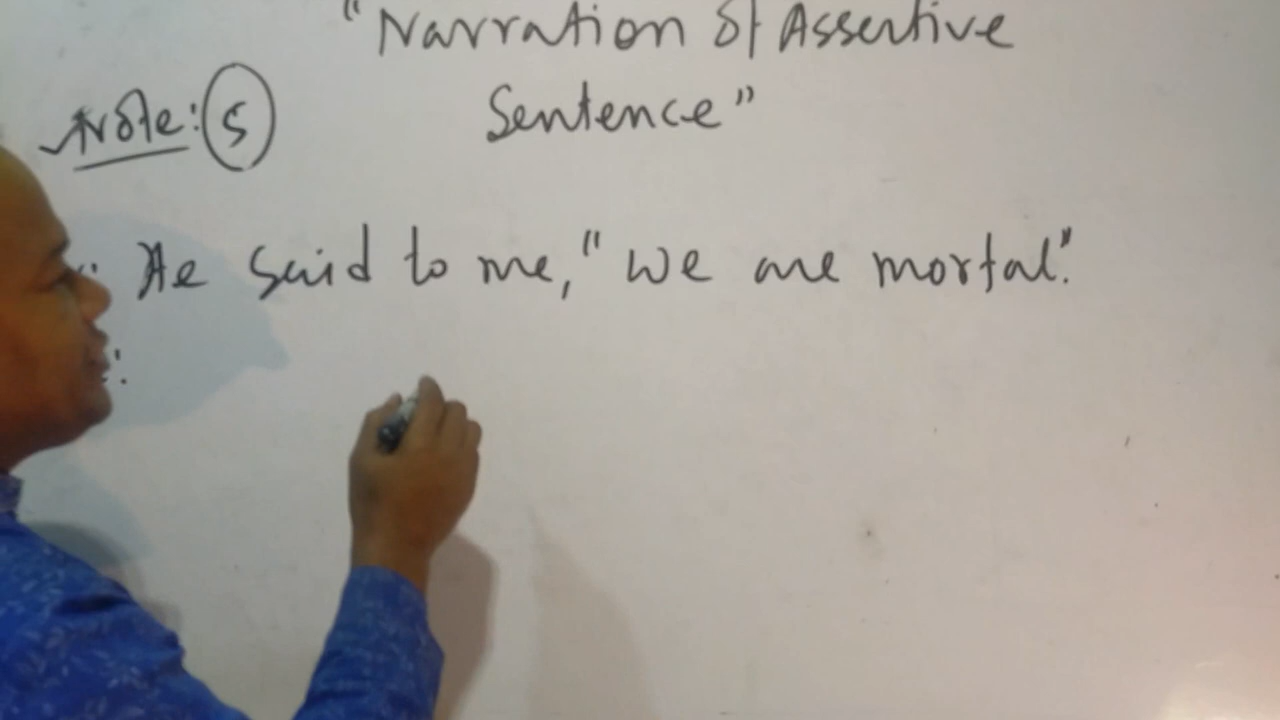 "Narration of Assertive
Sentence"
Note: 5
: He said to me, "We are mortal."
: